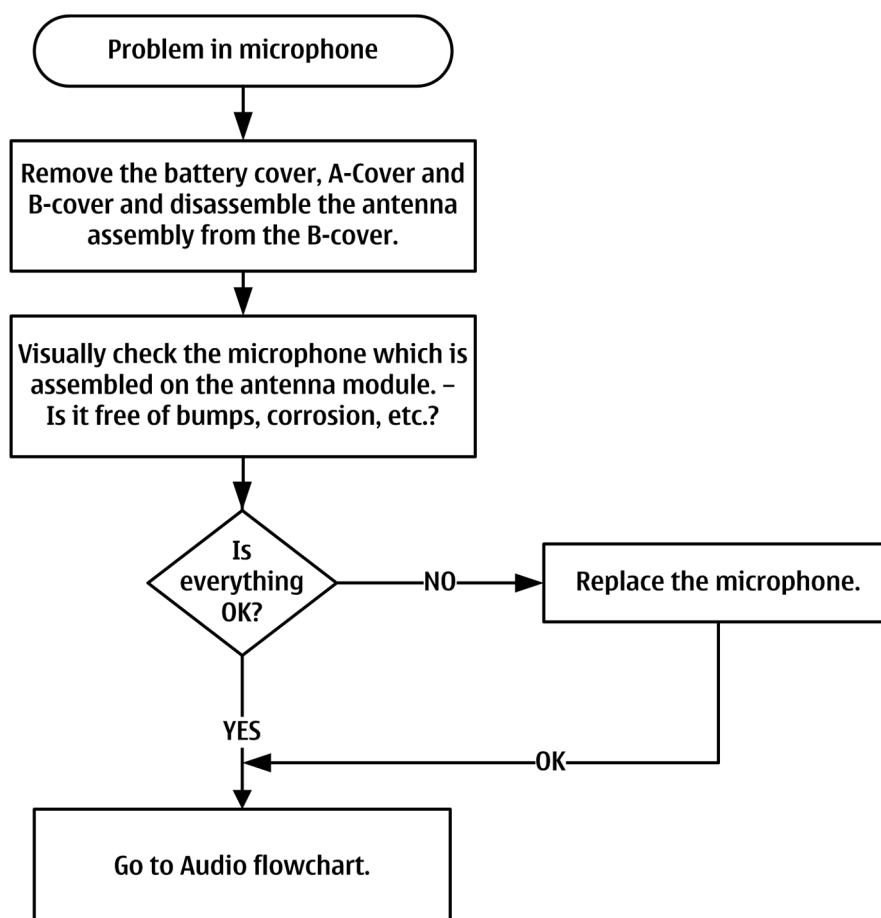 Problem in microphone
Remove the battery cover, A-Cover and
B-cover and disassemble the antenna
assembly from the B-cover.
Visually check the microphone which is
assembled on the antenna module. –
Is it free of bumps, corrosion, etc.?
Is
everything
OK?
NO
Replace the microphone.
YES
OK
Go to Audio flowchart.